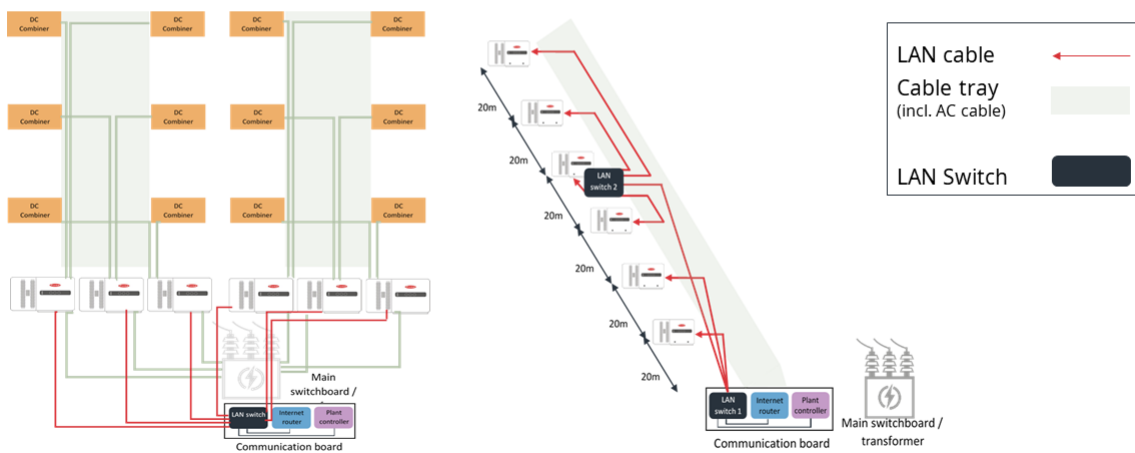 DC
Combiner
DC
Combiner
DC
Combiner
DC
Combiner
DC
Combiner
DC
Combiner
DC
Combiner
DC
Combiner
DC
Combiner
DC
Combiner
DC
Combiner
DC
Combiner
Main
switchboard /
LAN switch
Internet
router
Plant
controller
Communication board
20m
20m
20m
20m
20m
20m
LAN
switch 2
LAN
switch 1
Internet
router
Plant
controller
Communication board
Main switchboard /
transformer
LAN cable
Cable tray
(incl. AC cable)
LAN Switch